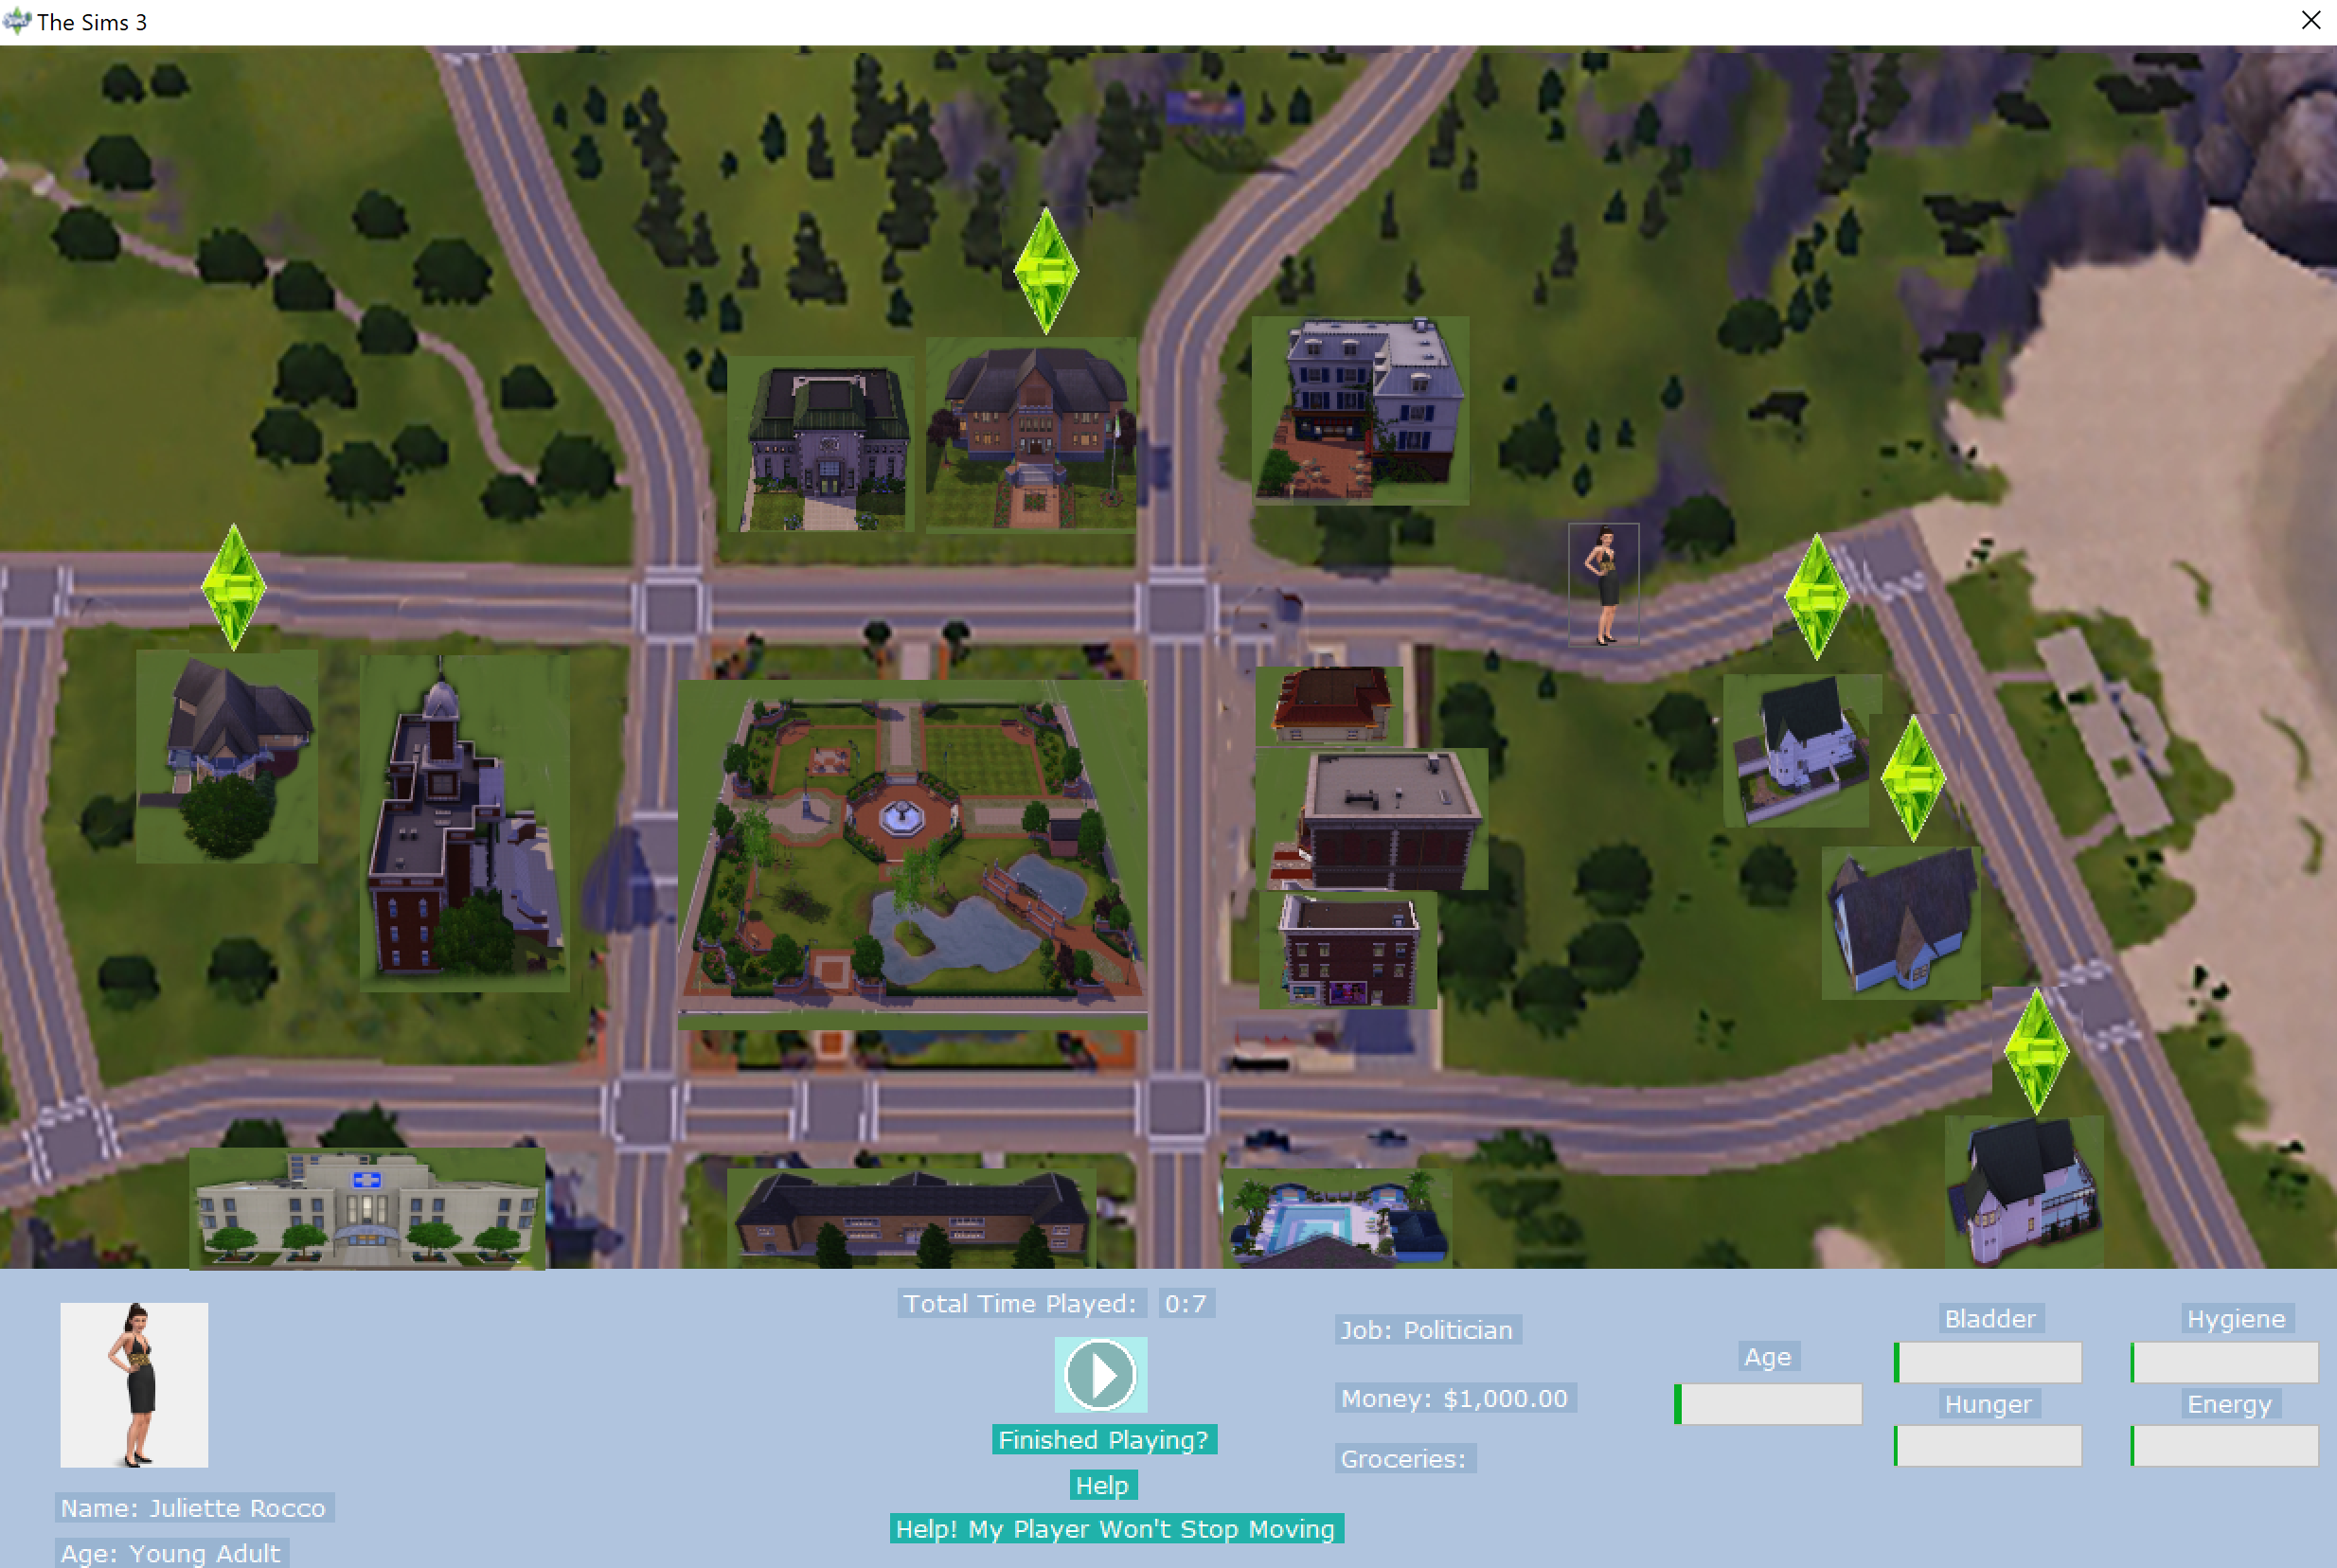 The Sims 3
Total Time Played: 0:7
Job: Politician
Money: $1,000.00
Groceries:
Age
Bladder
Hygiene
Hunger
Energy
Finished Playing?
Help
Help! My Player Won't Stop Moving
Name: Juliette Rocco
Age: Young Adult